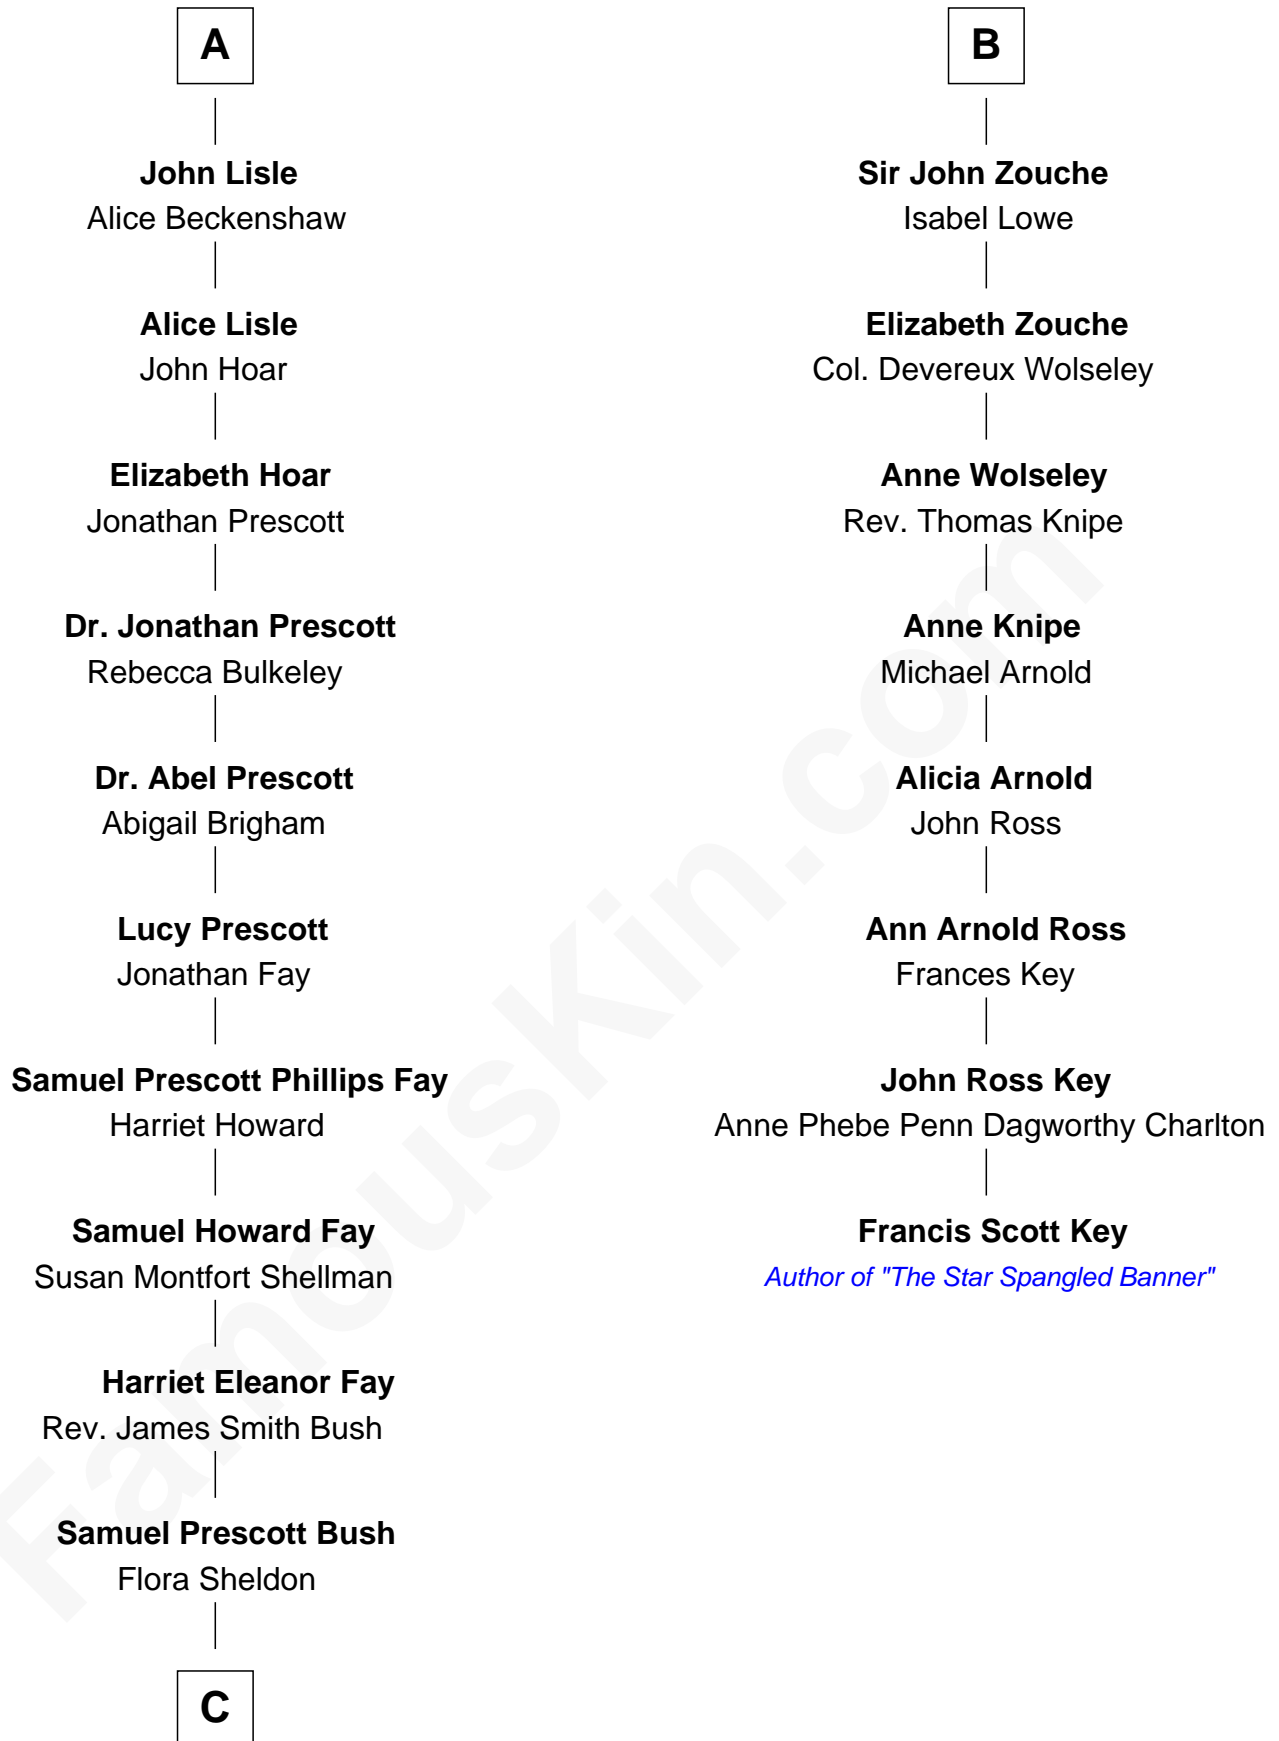 A
John Lisle
Alice Beckenshaw
Alice Lisle
John Hoar
Elizabeth Hoar
Jonathan Prescott
Dr. Jonathan Prescott
Rebecca Bulkeley
Dr. Abel Prescott
Abigail Brigham
Lucy Prescott
Jonathan Fay
Samuel Prescott Phillips Fay
Harriet Howard
Samuel Howard Fay
Susan Montfort Shellman
Harriet Eleanor Fay
Rev. James Smith Bush
Samuel Prescott Bush
Flora Sheldon
C
B
Sir John Zouche
Isabel Lowe
Elizabeth Zouche
Col. Devereux Wolseley
Anne Wolseley
Rev. Thomas Knipe
Anne Knipe
Michael Arnold
Alicia Arnold
John Ross
Ann Arnold Ross
Frances Key
John Ross Key
Anne Phebe Penn Dagworthy Charlton
Francis Scott Key
Author of "The Star Spangled Banner"
FamousKin.com